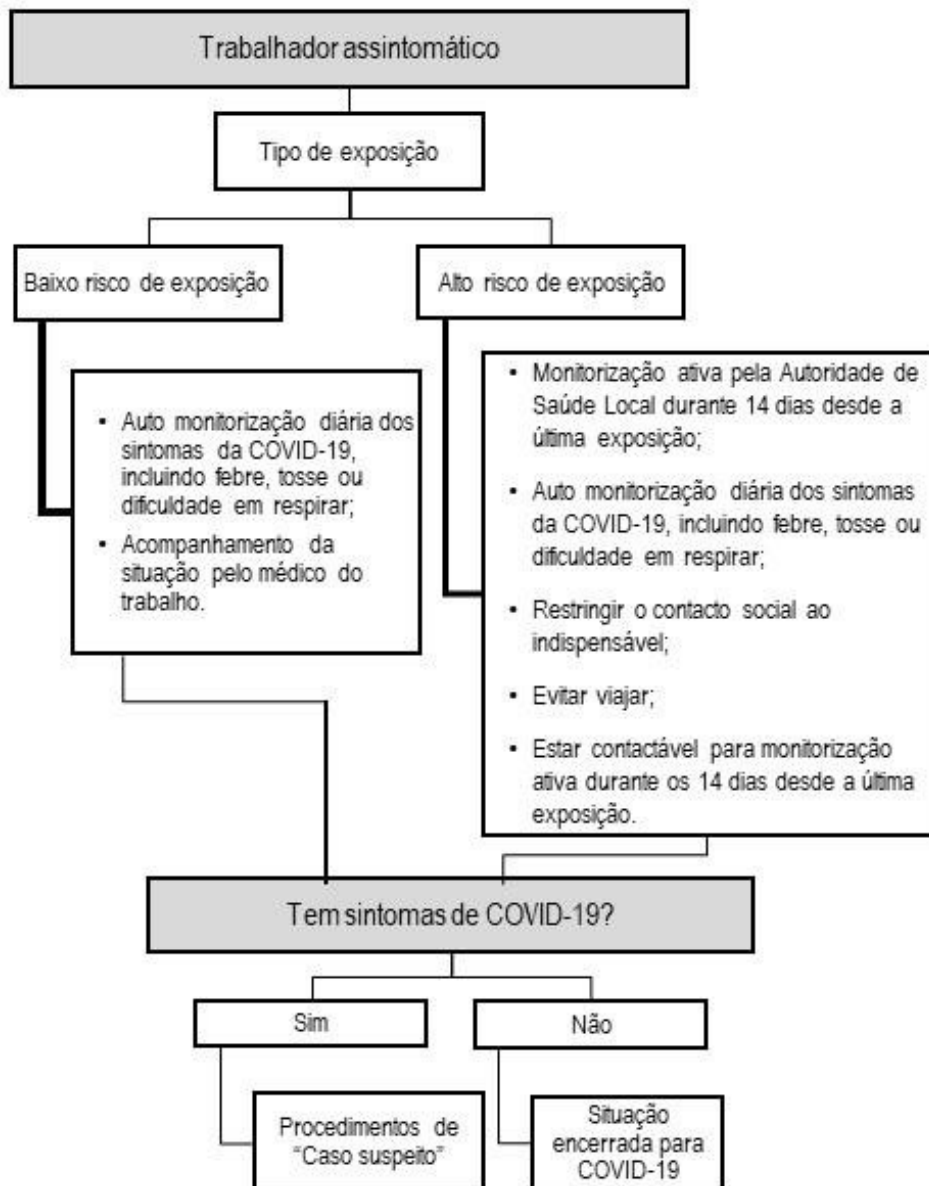 Trabalhador assintomático
Tipo de exposição
Baixo risco de exposição
Alto risco de exposição
• Auto monitorização diária dos
sintomas da COVID-19,
incluindo febre, tosse ou
dificuldade em respirar;
• Acompanhamento da
situação pelo médico do
trabalho.
• Monitorização ativa pela Autoridade de
Saúde Local durante 14 dias desde a
última exposição;
• Auto monitorização diária dos sintomas
da COVID-19, incluindo febre, tosse ou
dificuldade em respirar;
• Restringir o contacto social ao
indispensável;
• Evitar viajar;
• Estar contactável para monitorização
ativa durante os 14 dias desde a última
exposição.
Tem sintomas de COVID-19?
Sim
Não
Procedimentos de
“Caso suspeito”
Situação
encerrada para
COVID-19